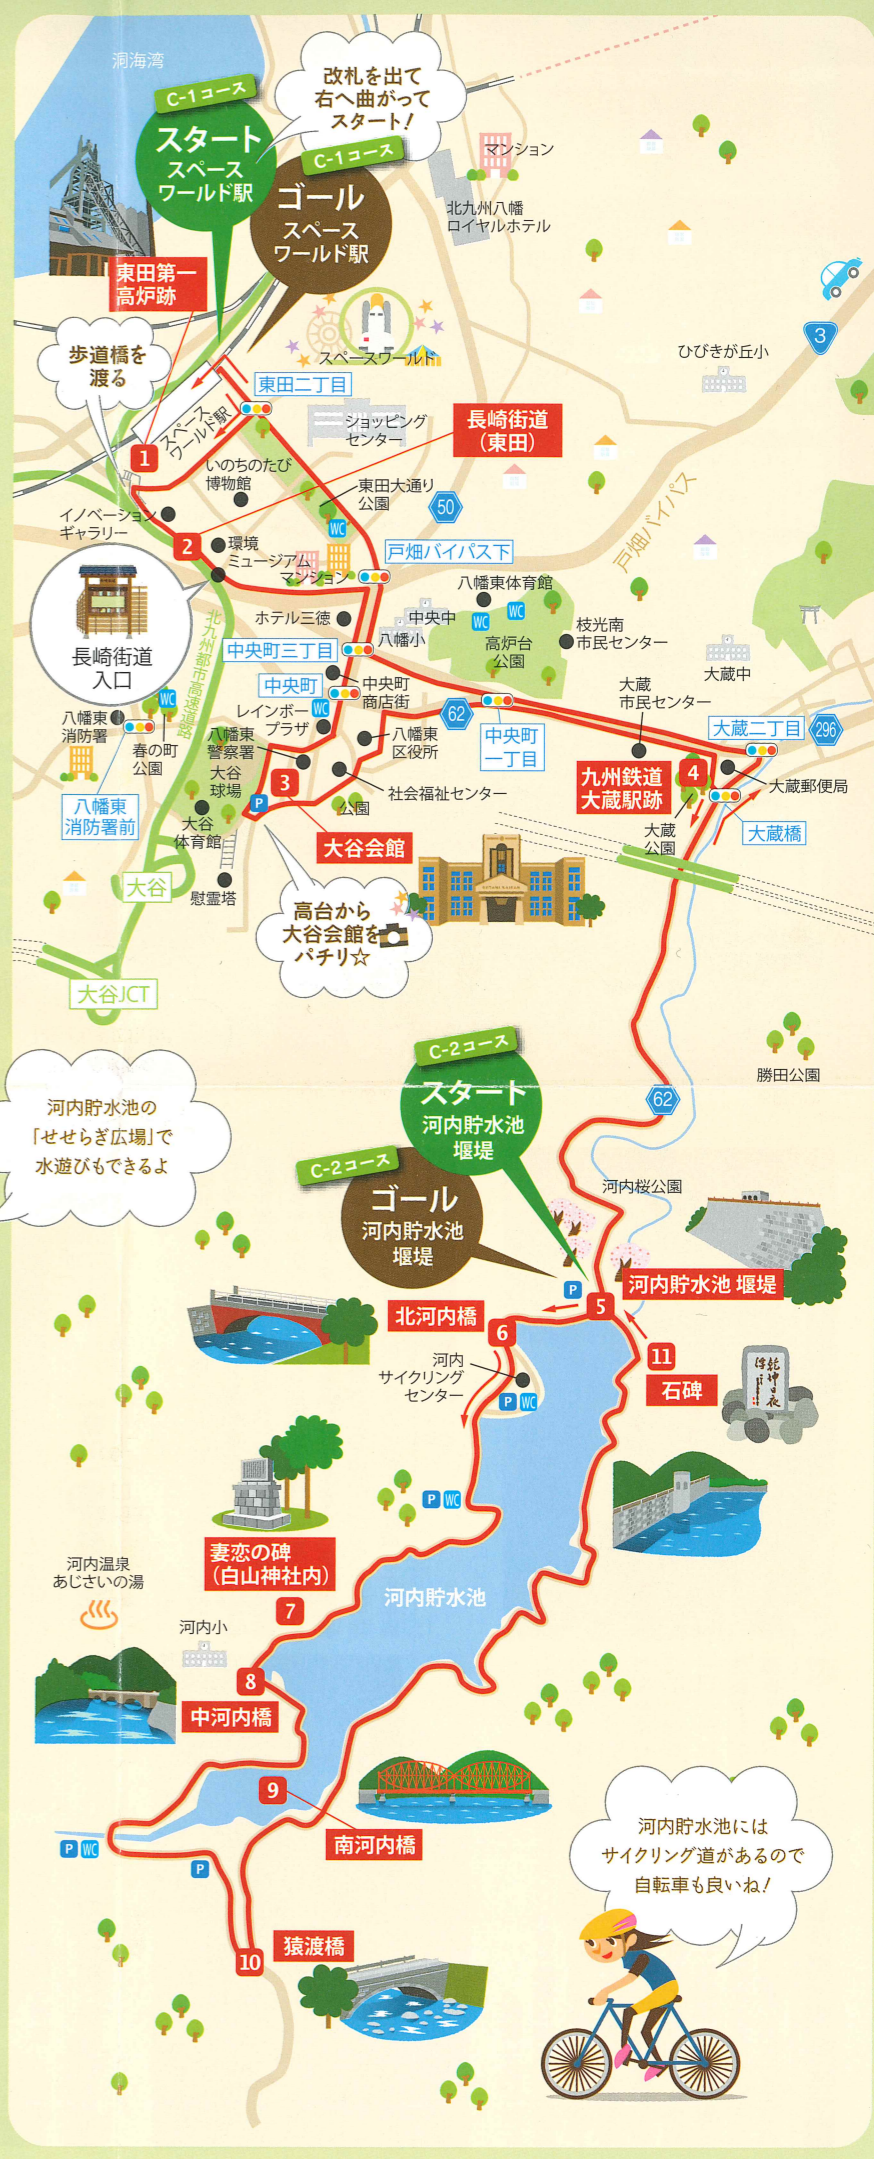 洞海湾
C-1コース
スタート
スペース
ワールド駅
改札を出て
右へ曲がって
スタート!
C-1コース
ゴール
スペース
ワールド駅
マンション
北九州八幡
ロイヤルホテル
東田第一
高炉跡
歩道橋を
渡る
スペースワールド
3
ひびきが丘小
東田二丁目
スペース
ワールド駅
ショッピング
センター
長崎街道
(東田)
1
いのちのたび
博物館
東田大通り
公園
50
WC
戸畑バイパス
イノベーション
ギャラリー
2
環境
ミュージアム
マンション
戸畑バイパス下
八幡東体育館
WC
WC
長崎街道
入口
北九州都市高速道路
ホテル三徳
中央中
八幡小
高炉台
公園
枝光南
市民センター
大蔵中
中央町三丁目
中央町
中央町
商店街
62
大蔵
市民センター
大蔵二丁目
296
WC
八幡東
消防署
春の町
公園
レインボー
プラザ
WC
八幡東
警察署
八幡東
区役所
中央町
一丁目
八幡東
消防署前
大谷
球場
3
P
社会福祉センター
公園
九州鉄道
大蔵駅跡
4
大蔵郵便局
大蔵
公園
大蔵橋
大谷
体育館
大谷会館
大谷
慰霊塔
高台から
大谷会館を
パチリ☆
OOTANI KAIKAN
大谷JCT
勝田公園
62
河内貯水池の
「せせらぎ広場」で
水遊びもできるよ
C-2コース
スタート
河内貯水池
堰堤
C-2コース
ゴール
河内貯水池
堰堤
河内桜公園
P
河内貯水池 堰堤
5
北河内橋
6
11
石碑
河内
サイクリング
センター
P
WC
乾坤日夜浮
P
WC
妻恋の碑
(白山神社内)
7
河内温泉
あじさいの湯
河内貯水池
河内小
8
中河内橋
9
南河内橋
P
WC
P
河内貯水池には
サイクリング道があるので
自転車も良いね!
10
猿渡橋